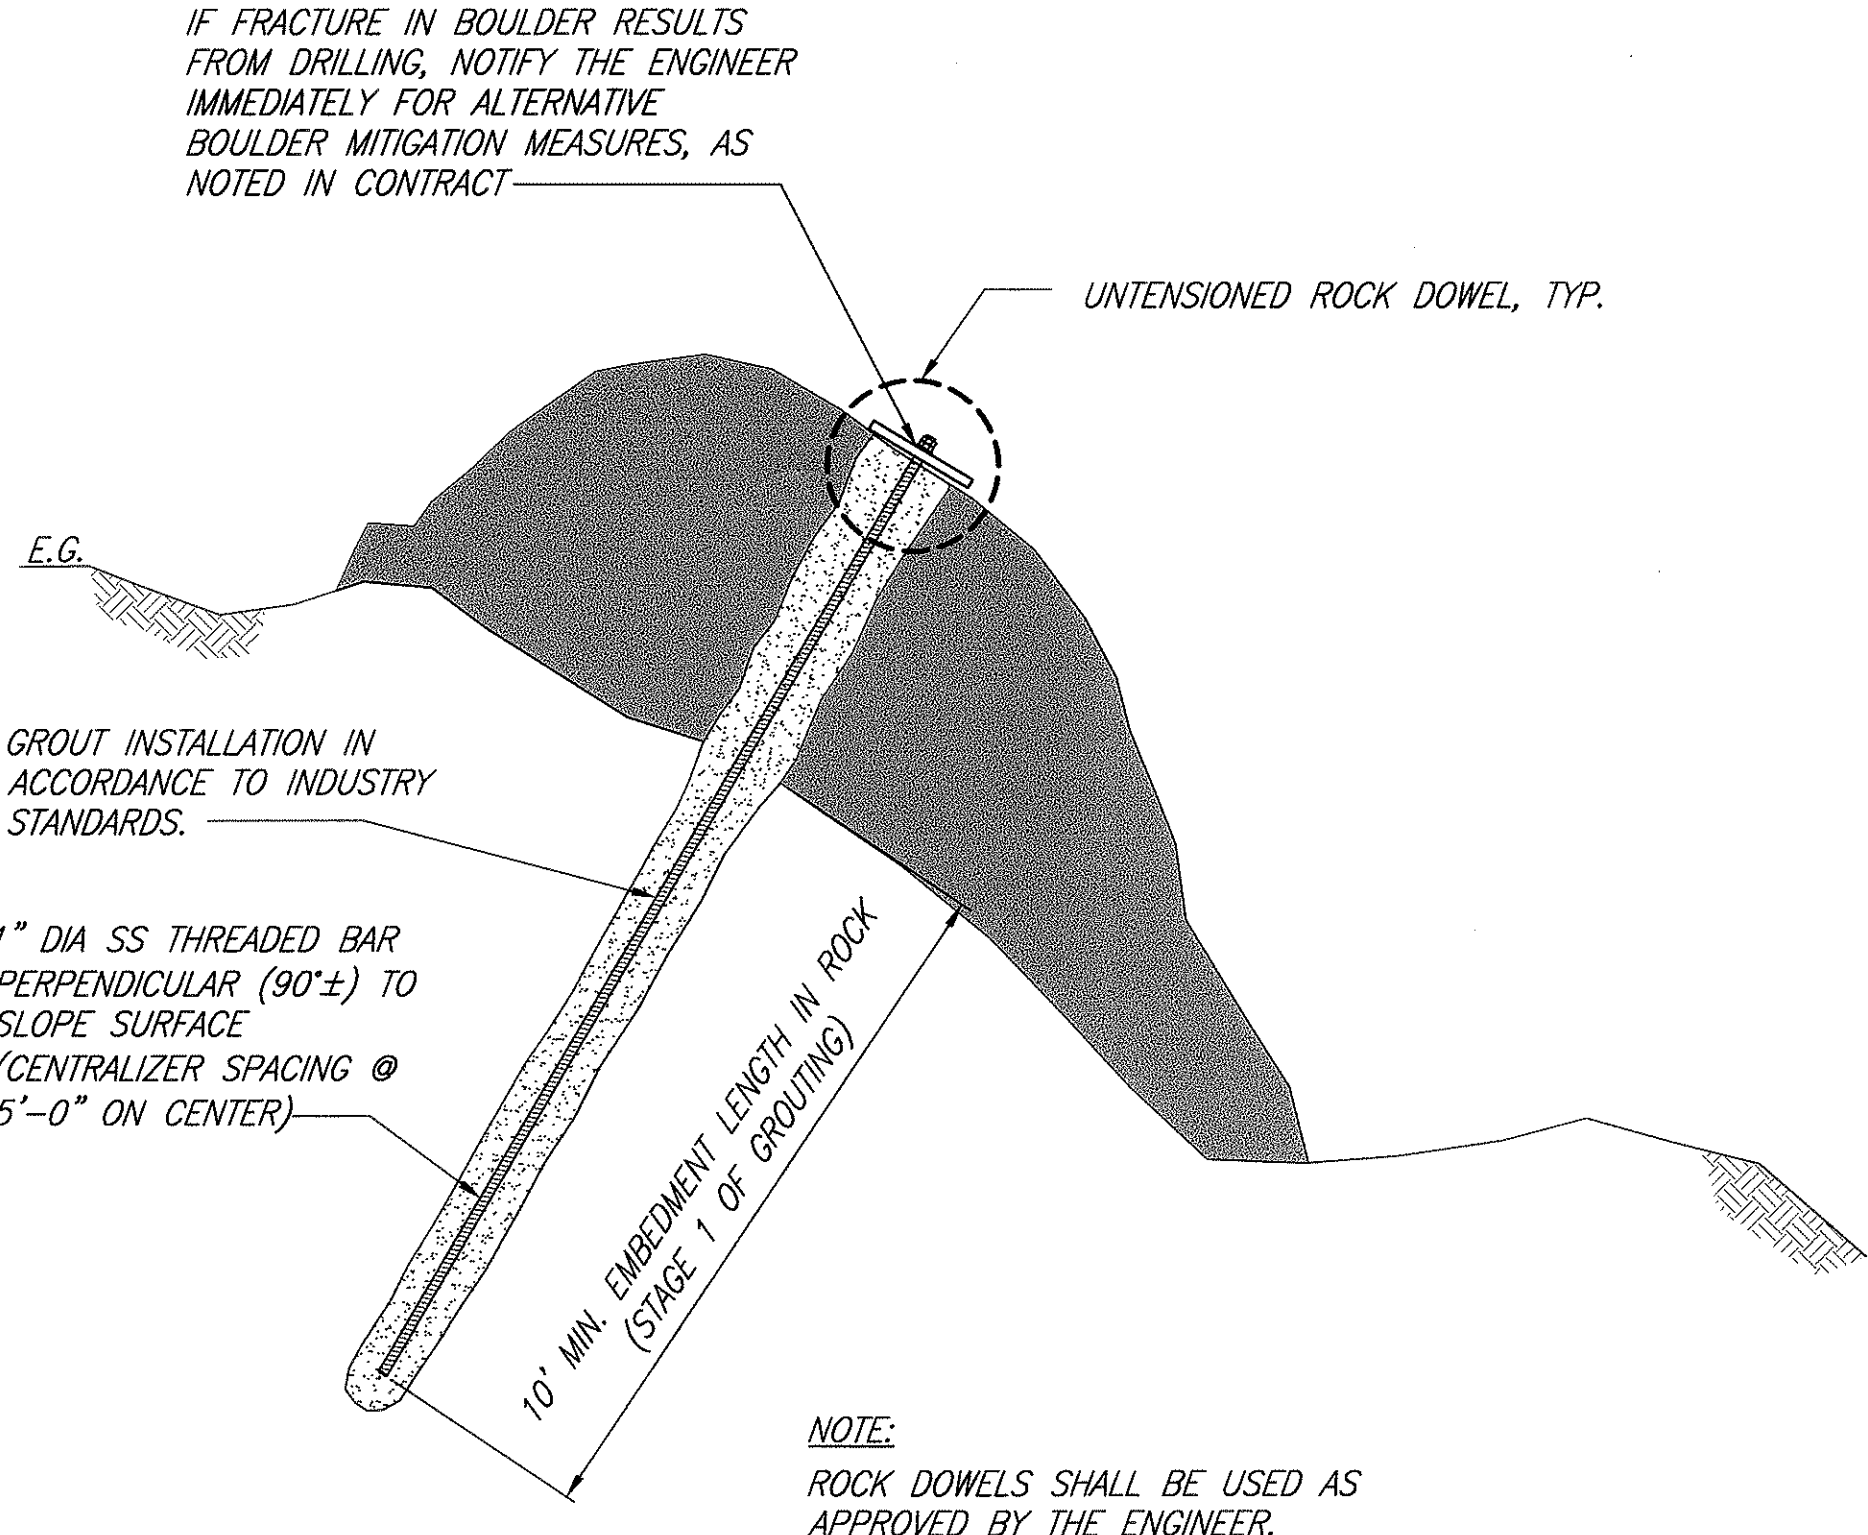 IF FRACTURE IN BOULDER RESULTS
FROM DRILLING, NOTIFY THE ENGINEER
IMMEDIATELY FOR ALTERNATIVE
BOULDER MITIGATION MEASURES, AS
NOTED IN CONTRACT
UNTENSIONED ROCK DOWEL, TYP.
E.G.
GROUT INSTALLATION IN
ACCORDANCE TO INDUSTRY
STANDARDS.
1" DIA SS THREADED BAR
PERPENDICULAR (90°±) TO
SLOPE SURFACE
(CENTRALIZER SPACING @
5'-0" ON CENTER)
10' MIN. EMBEDMENT LENGTH IN ROCK
(STAGE 1 OF GROUTING)
NOTE:
ROCK DOWELS SHALL BE USED AS
APPROVED BY THE ENGINEER.